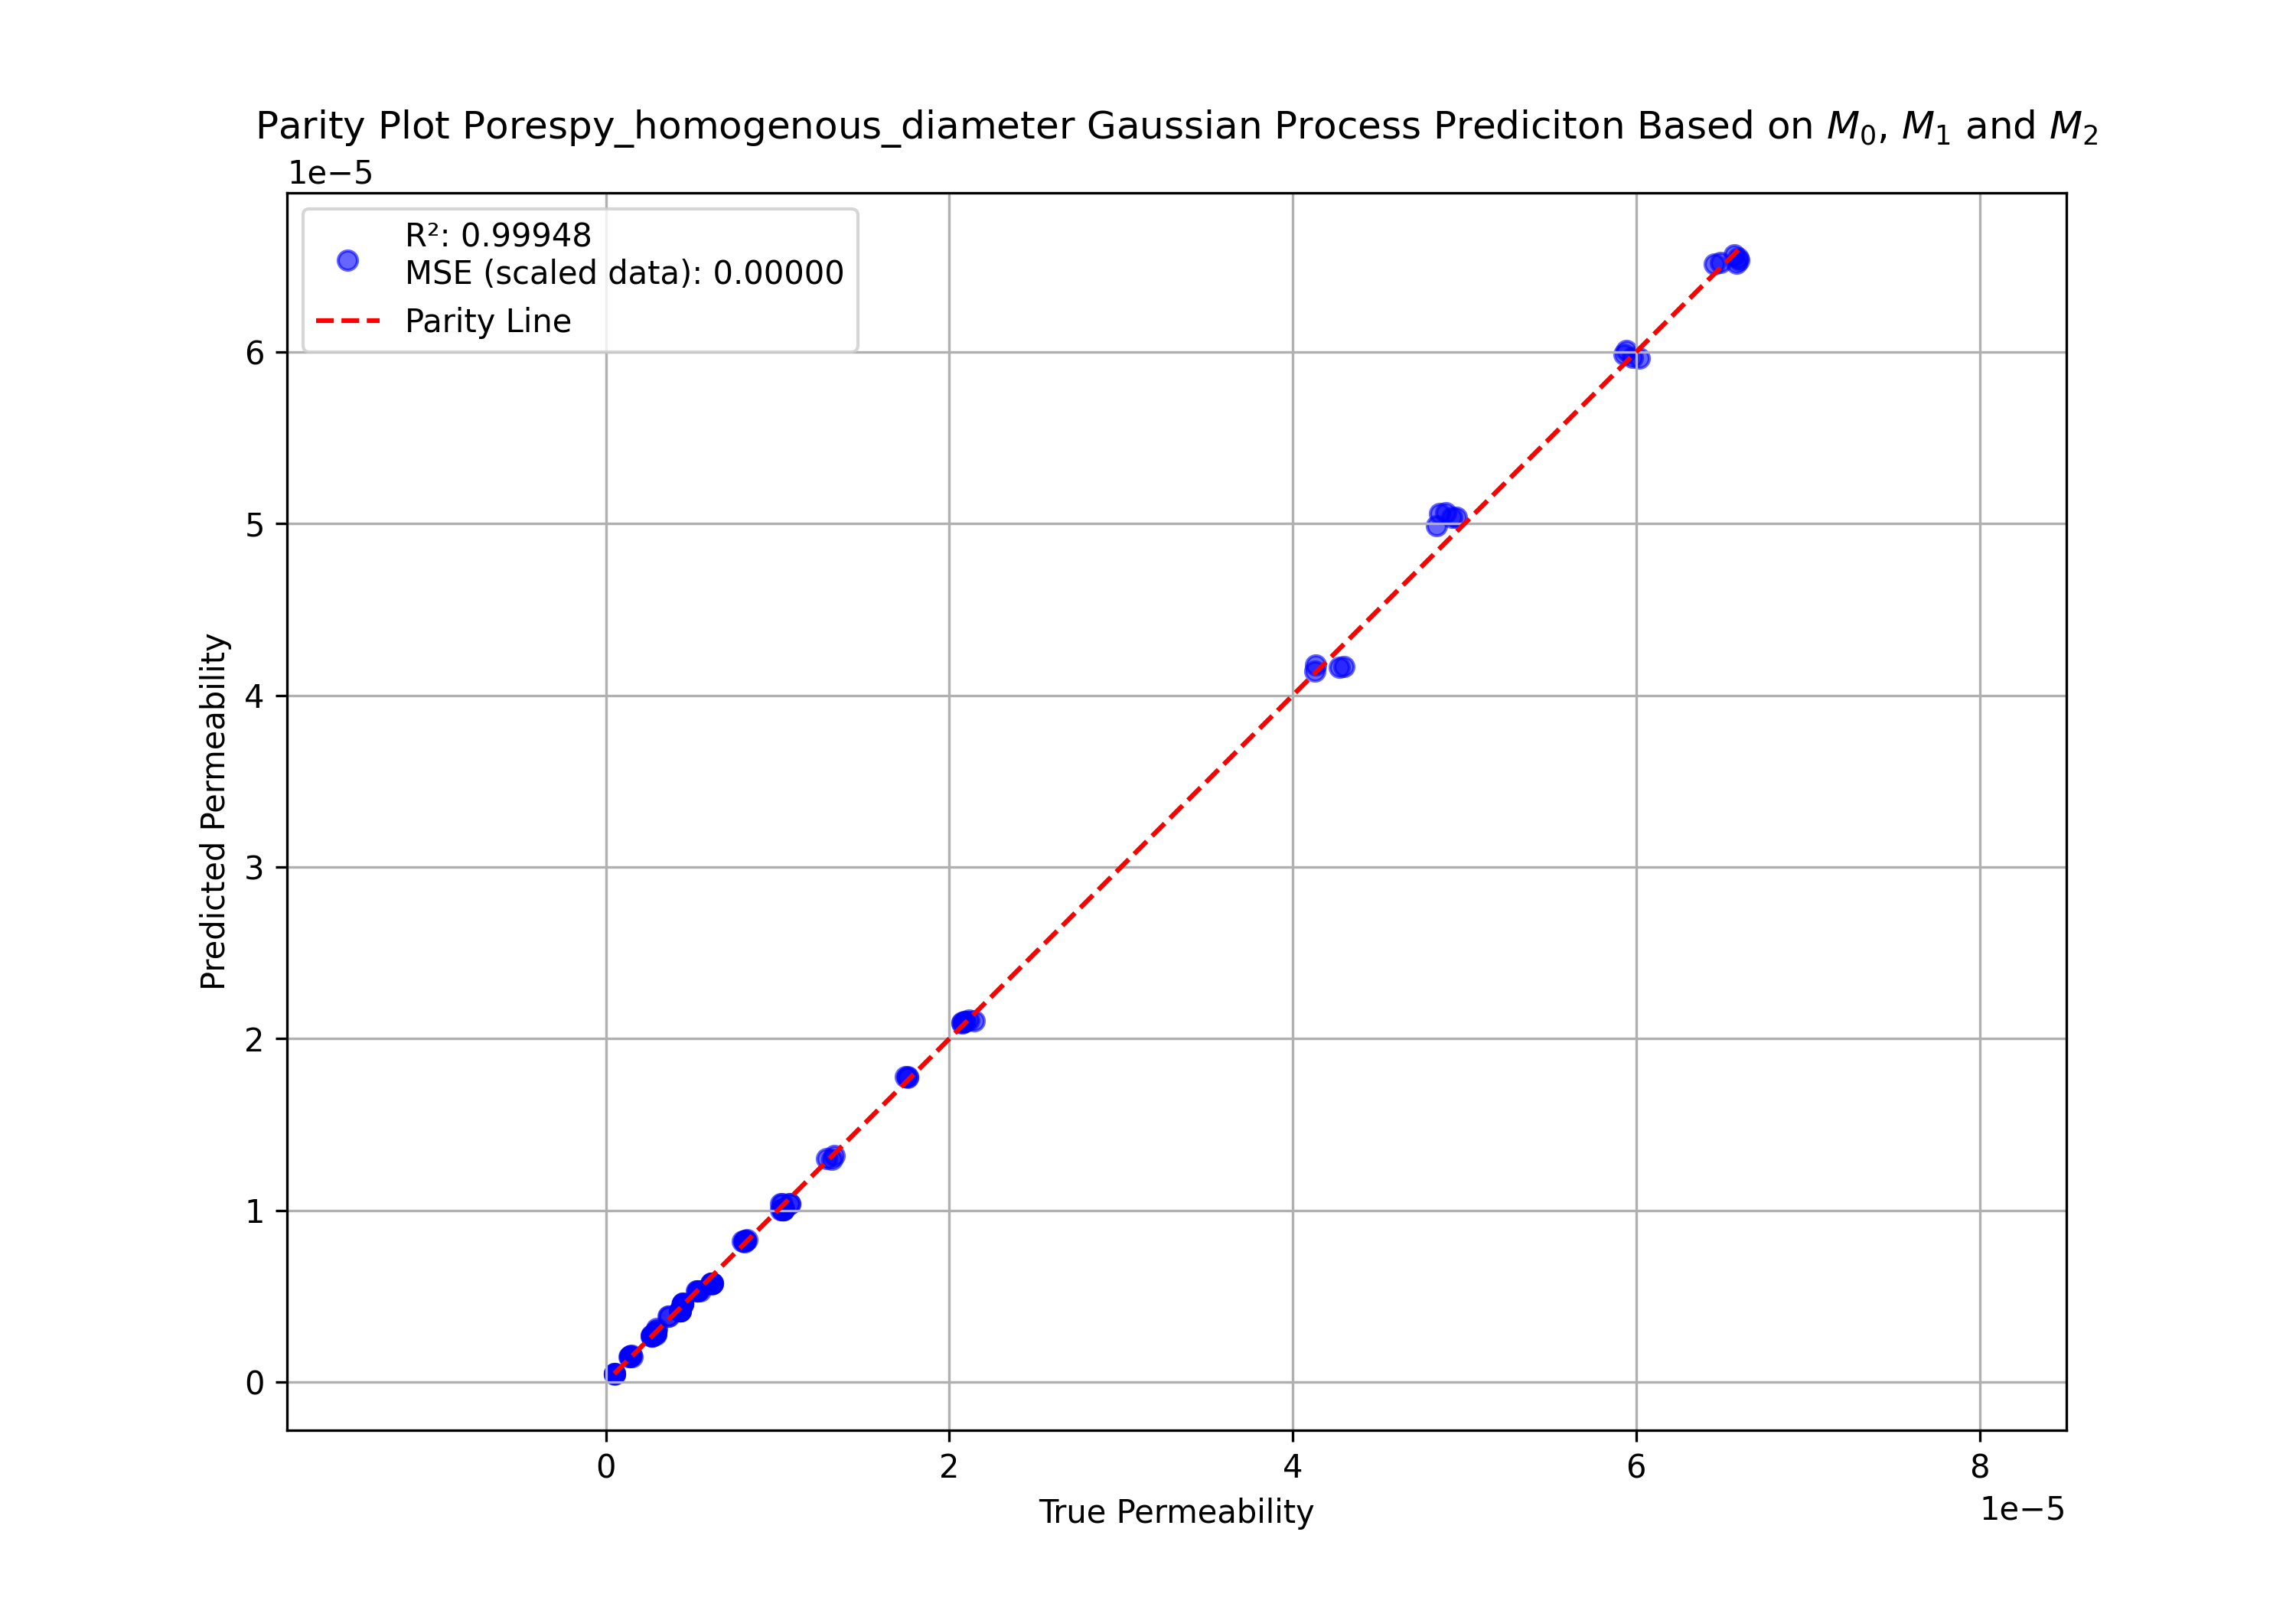 Parity Plot Porespy_homogenous_diameter Gaussian Process Prediciton Based on M₀, M₁ and M₂
1e−5
R²: 0.99948
MSE (scaled data): 0.00000
Parity Line
6
5
4
3
2
1
0
Predicted Permeability
0 2 4 6 8
True Permeability
1e−5